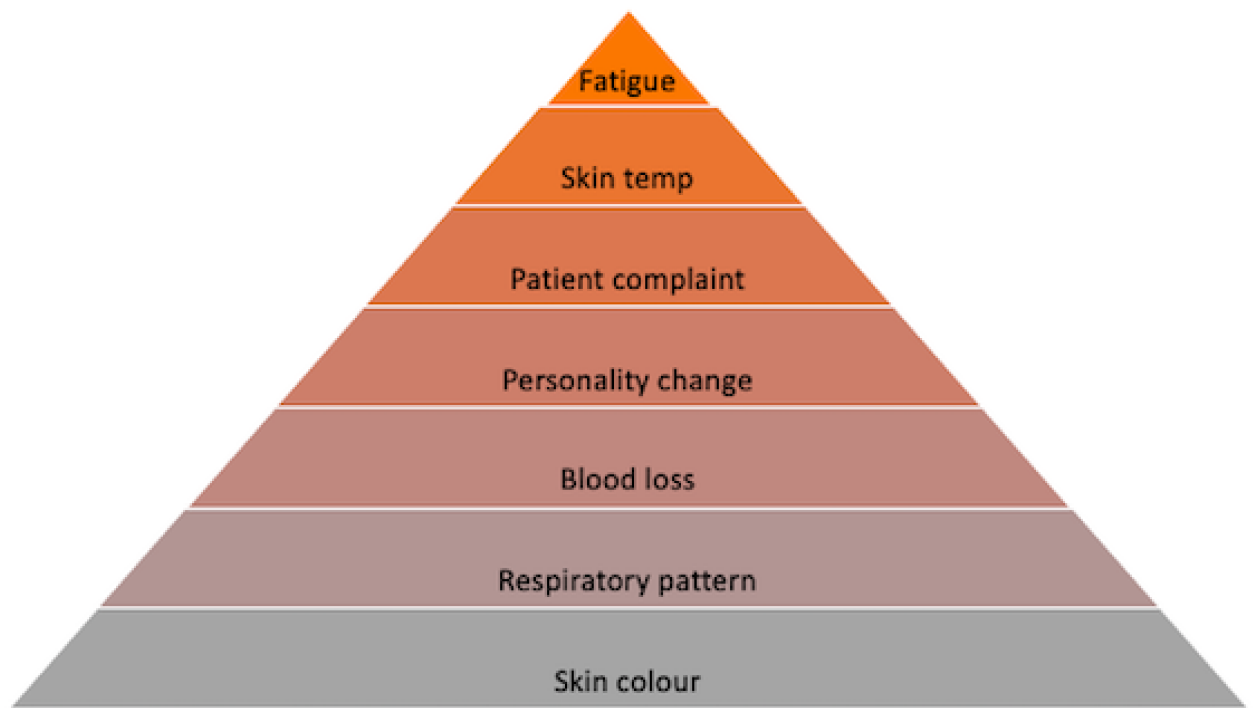 Fatigue
Skin temp
Patient complaint
Personality change
Blood loss
Respiratory pattern
Skin colour